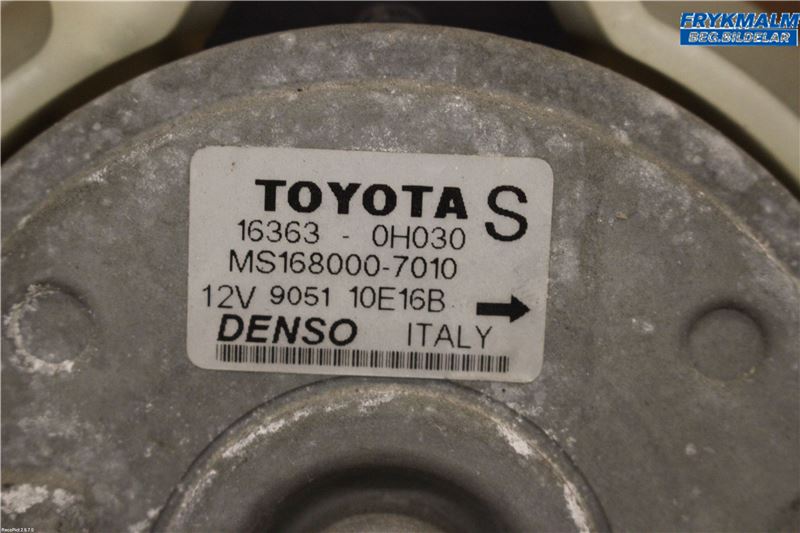 FRYKMALM
BEG.BILDELAR
TOYOTA S
16363 - 0H030
MS168000-7010
12V 9051 10E16B
DENSO ITALY